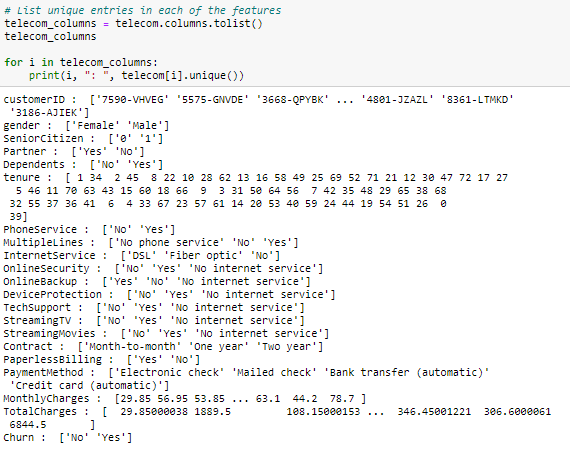 # List unique entries in each of the features
telecom_columns = telecom.columns.tolist()
telecom_columns
for i in telecom_columns:
    print(i, ": ", telecom[i].unique())
customerID :  ['7590-VHVEG' '5575-GNVDE' '3668-QPYBK' ... '4801-JZAZL' '8361-LTMKD'
 '3186-AJIEK']
gender :  ['Female' 'Male']
SeniorCitizen :  ['0' '1']
Partner :  ['Yes' 'No']
Dependents :  ['No' 'Yes']
tenure :  [ 1 34  2 45  8 22 10 28 62 13 16 58 49 25 69 52 71 21 12 30 47 72 17 27
  5 46 11 70 63 43 15 60 18 66  9  3 31 50 64 56  7 42 35 48 29 65 38 68
 32 55 37 36 41  6  4 33 67 23 57 61 14 20 53 40 59 24 44 19 54 51 26  0
 39]
PhoneService :  ['No' 'Yes']
MultipleLines :  ['No phone service' 'No' 'Yes']
InternetService :  ['DSL' 'Fiber optic' 'No']
OnlineSecurity :  ['No' 'Yes' 'No internet service']
OnlineBackup :  ['Yes' 'No' 'No internet service']
DeviceProtection :  ['No' 'Yes' 'No internet service']
TechSupport :  ['No' 'Yes' 'No internet service']
StreamingTV :  ['No' 'Yes' 'No internet service']
StreamingMovies :  ['No' 'Yes' 'No internet service']
Contract :  ['Month-to-month' 'One year' 'Two year']
PaperlessBilling :  ['Yes' 'No']
PaymentMethod :  ['Electronic check' 'Mailed check' 'Bank transfer (automatic)'
 'Credit card (automatic)']
MonthlyCharges :  [29.85 56.95 53.85 ... 63.1  44.2  78.7 ]
TotalCharges :  [  29.85000038 1889.5         108.15000153 ...  346.45001221  306.6000061
 6844.5       ]
Churn :  ['No' 'Yes']